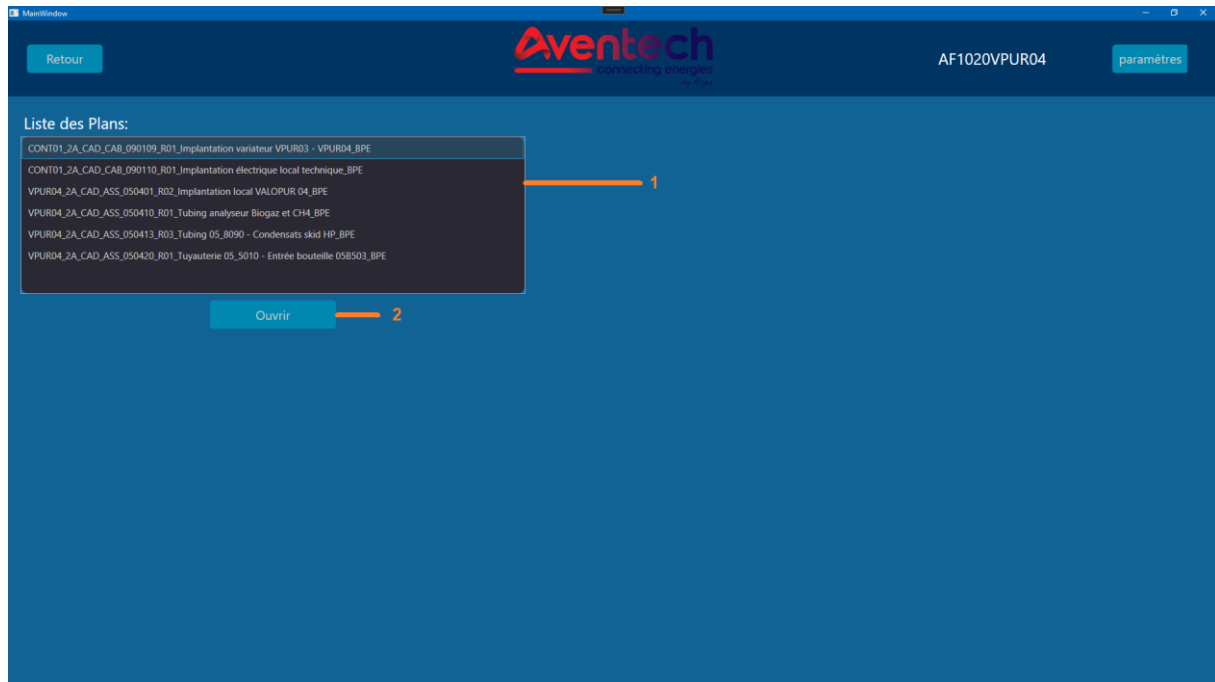 MainWindow
Retour
Aventech
connecting energies
AF1020VPUR04
paramètres
Liste des Plans:
CONT01_2A_CAD_CAB_090109_R01_Implantation variateur VPUR03 - VPUR04_BPE
CONT01_2A_CAD_CAB_090110_R01_Implantation électrique local technique_BPE
1
VPUR04_2A_CAD_ASS_050401_R02_Implantation local VALOPUR 04_BPE
VPUR04_2A_CAD_ASS_050410_R01_Tubing analyseur Biogaz et CH4_BPE
VPUR04_2A_CAD_ASS_050413_R03_Tubing 05_8090 - Condensats skid HP_BPE
VPUR04_2A_CAD_ASS_050420_R01_Tuyauterie 05_5010 - Entrée bouteille 05B503_BPE
Ouvrir
2